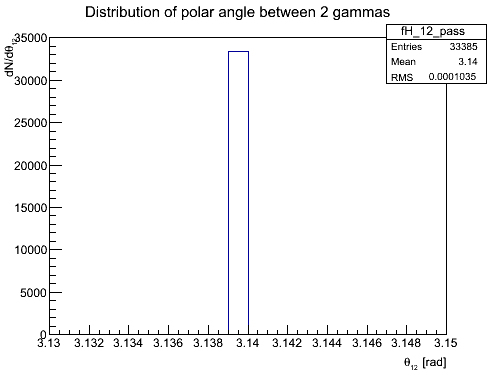 Distribution of polar angle between 2 gammas
fH_12_pass
Entries 33385
Mean 3.14
RMS 0.0001035
dN/dθ12
35000
30000
25000
20000
15000
10000
5000
0
3.13 3.132 3.134 3.136 3.138 3.14 3.142 3.144 3.146 3.148 3.15
θ12 [rad]